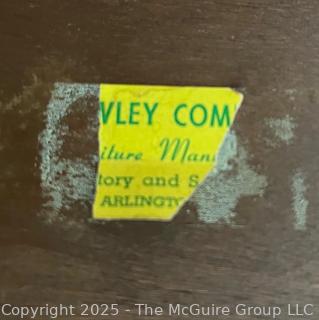 VLEY COM
iture Man
tory and S
ARLINGTO
Copyright 2025 - The McGuire Group LLC